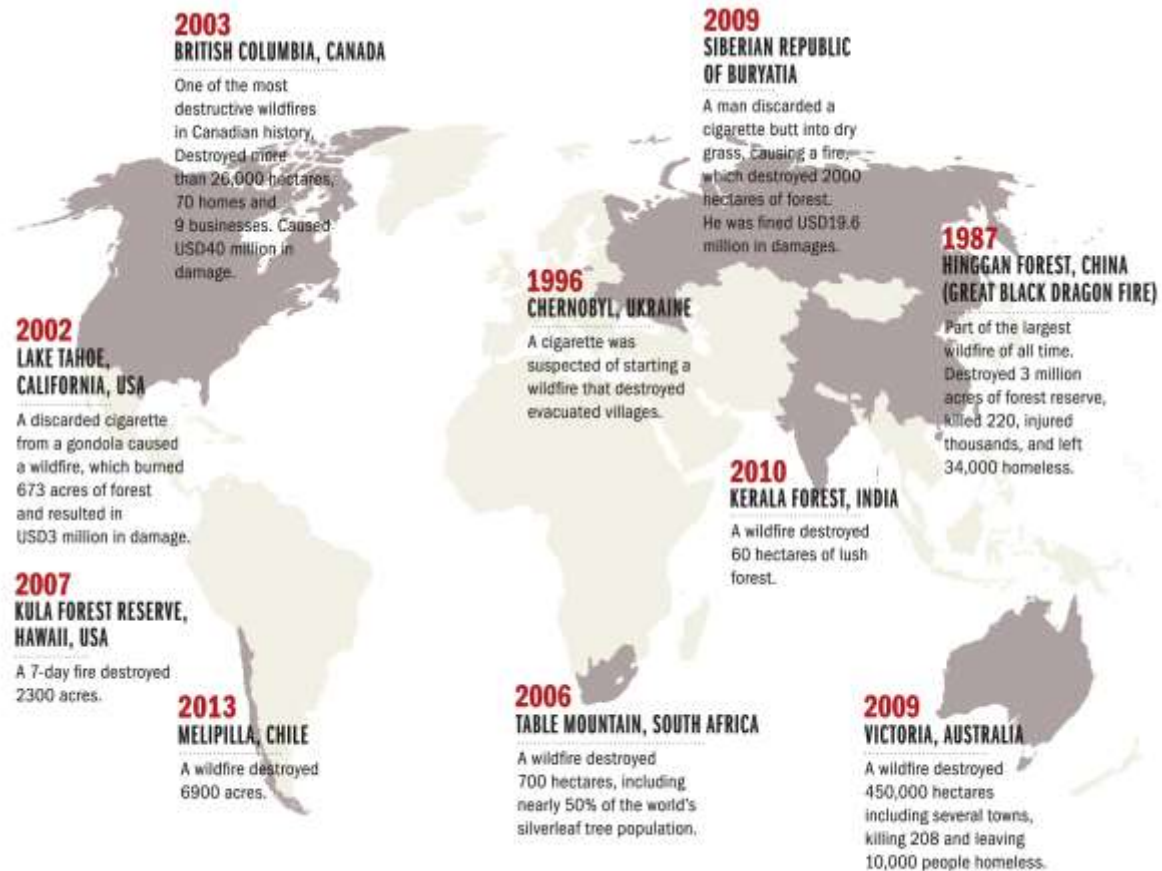 2003
BRITISH COLUMBIA, CANADA
One of the most
destructive wildfires
in Canadian history,
Destroyed more
than 26,000 hectares,
70 homes and
9 businesses. Caused
USD40 million in
damage.
2009
SIBERIAN REPUBLIC
OF BURYATIA
A man discarded a
cigarette butt into dry
grass, causing a fire,
which destroyed 2000
hectares of forest.
He was fined USD19.6
million in damages.
1987
HINGGAN FOREST, CHINA
(GREAT BLACK DRAGON FIRE)
Part of the largest
wildfire of all time.
Destroyed 3 million
acres of forest reserve,
killed 220, injured
thousands, and left
34,000 homeless.
1996
CHERNOBYL, UKRAINE
A cigarette was
suspected of starting a
wildfire that destroyed
evacuated villages.
2002
LAKE TAHOE,
CALIFORNIA, USA
A discarded cigarette
from a gondola caused
a wildfire, which burned
673 acres of forest
and resulted in
USD3 million in damage.
2010
KERALA FOREST, INDIA
A wildfire destroyed
60 hectares of lush
forest.
2007
KULA FOREST RESERVE,
HAWAII, USA
A 7-day fire destroyed
2300 acres.
2013
MELIPILLA, CHILE
A wildfire destroyed
6900 acres.
2006
TABLE MOUNTAIN, SOUTH AFRICA
A wildfire destroyed
700 hectares, including
nearly 50% of the world's
silverleaf tree population.
2009
VICTORIA, AUSTRALIA
A wildfire destroyed
450,000 hectares
including several towns,
killing 208 and leaving
10,000 people homeless.